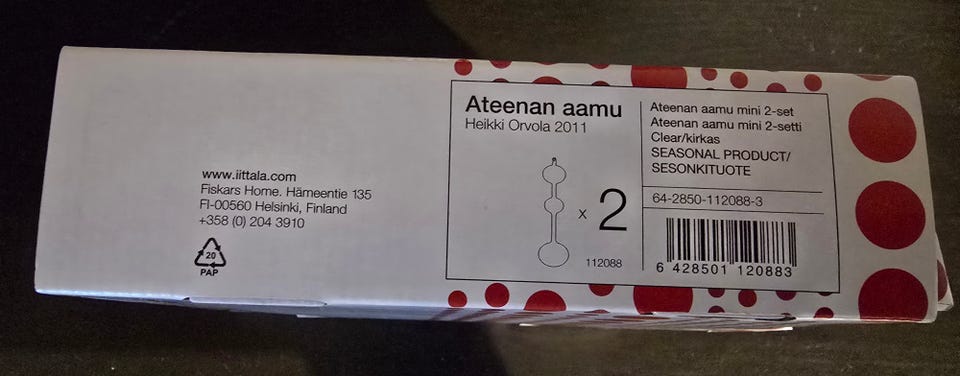 www.iittala.com
Fiskars Home. Hämeentie 135
FI-00560 Helsinki, Finland
+358 (0) 204 3910
20
PAP
Ateenan aamu
Heikki Orvola 2011
x 2
112088
Ateenan aamu mini 2-set
Ateenan aamu mini 2-setti
Clear/kirkas
SEASONAL PRODUCT/
SESONKITUOTE
64-2850-112088-3
6 428501 120883